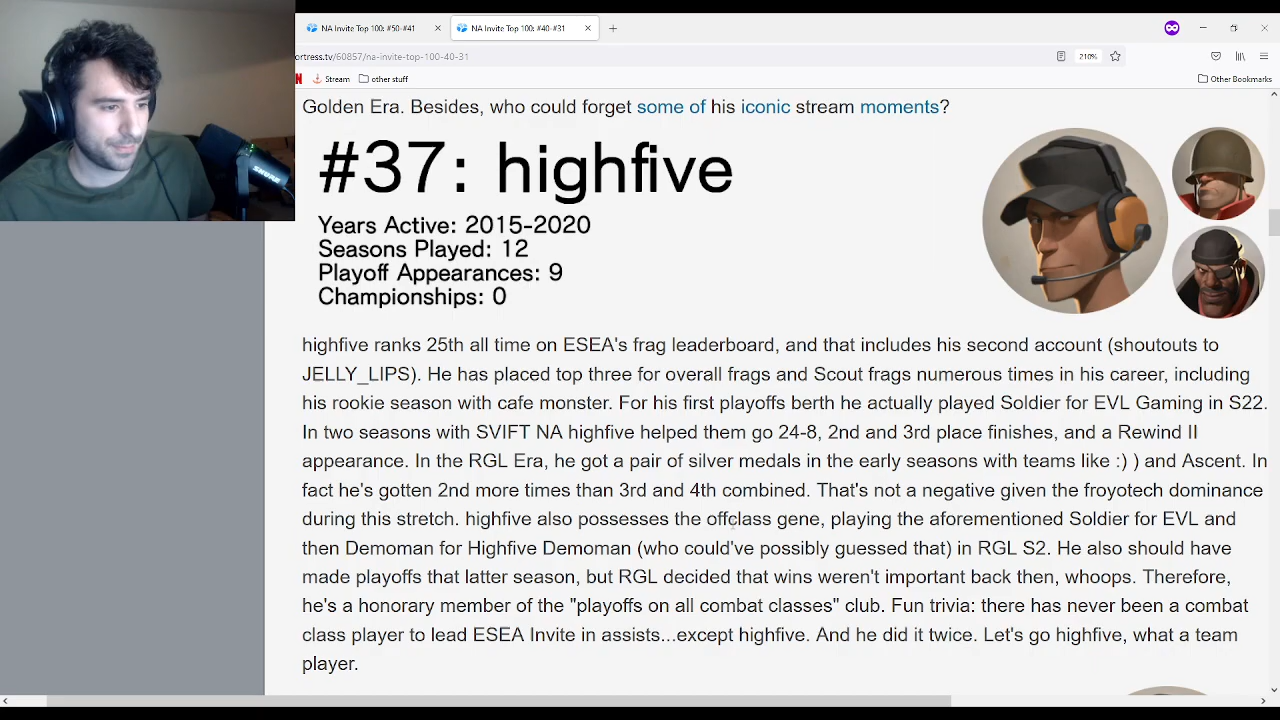 NA Invite Top 100: #50-#41
NA Invite Top 100: #40-#31
ortress.tv/60857/na-invite-top-100-40-31
210%
Stream
other stuff
Other Bookmarks
Golden Era. Besides, who could forget some of his iconic stream moments?
#37: highfive
Years Active: 2015-2020
Seasons Played: 12
Playoff Appearances: 9
Championships: 0
highfive ranks 25th all time on ESEA's frag leaderboard, and that includes his second account (shoutouts to
JELLY_LIPS). He has placed top three for overall frags and Scout frags numerous times in his career, including
his rookie season with cafe monster. For his first playoffs berth he actually played Soldier for EVL Gaming in S22.
In two seasons with SVIFT NA highfive helped them go 24-8, 2nd and 3rd place finishes, and a Rewind II
appearance. In the RGL Era, he got a pair of silver medals in the early seasons with teams like :) ) and Ascent. In
fact he's gotten 2nd more times than 3rd and 4th combined. That's not a negative given the froyotech dominance
during this stretch. highfive also possesses the offclass gene, playing the aforementioned Soldier for EVL and
then Demoman for Highfive Demoman (who could've possibly guessed that) in RGL S2. He also should have
made playoffs that latter season, but RGL decided that wins weren't important back then, whoops. Therefore,
he's a honorary member of the "playoffs on all combat classes" club. Fun trivia: there has never been a combat
class player to lead ESEA Invite in assists...except highfive. And he did it twice. Let's go highfive, what a team
player.
SHURE